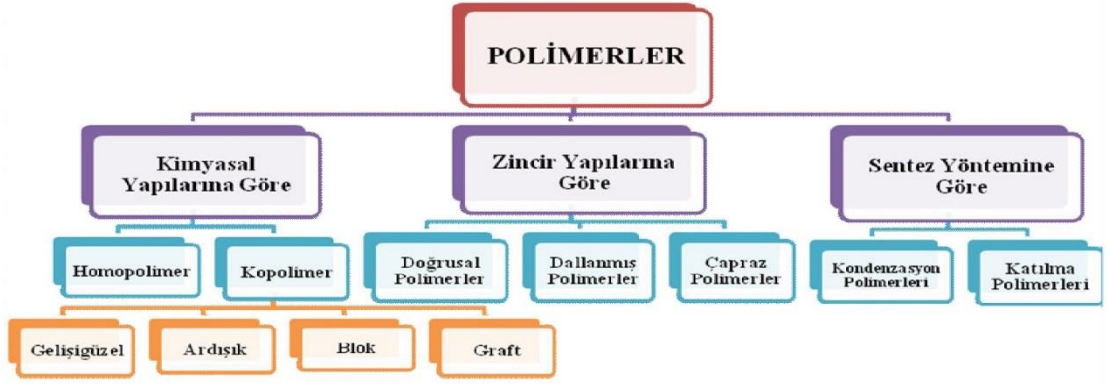 POLİMERLER
Kimyasal
Yapılarına Göre
Zincir Yapılarına
Göre
Sentez Yöntemine
Göre
Homopolimer
Kopolimer
Doğrusal
Polimerler
Dallanmış
Polimerler
Çapraz
Polimerler
Kondenzasyon
Polimerleri
Katılma
Polimerleri
Gelişigüzel
Ardışık
Blok
Graft